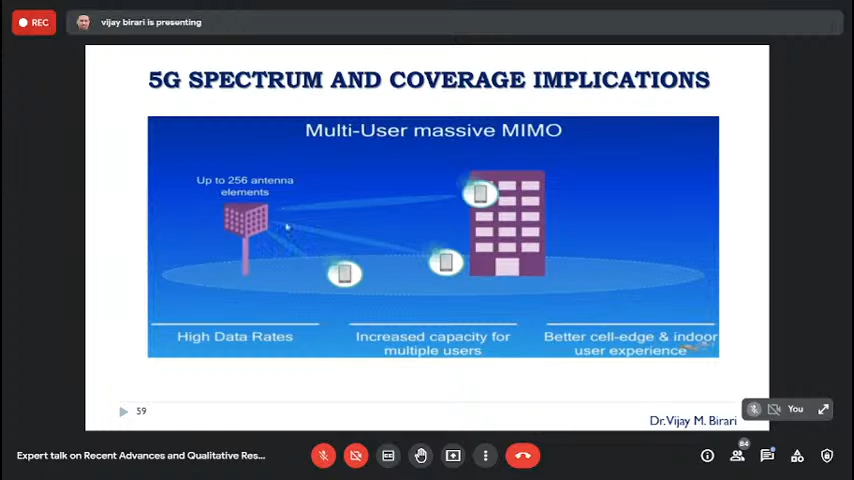 REC
vijay birari is presenting
5G SPECTRUM AND COVERAGE IMPLICATIONS
Multi-User massive MIMO
Up to 256 antenna
elements
High Data Rates
Increased capacity for
multiple users
Better cell-edge & indoor
user experience
59
Dr.Vijay M. Birari
You
84
Expert talk on Recent Advances and Qualitative Res...